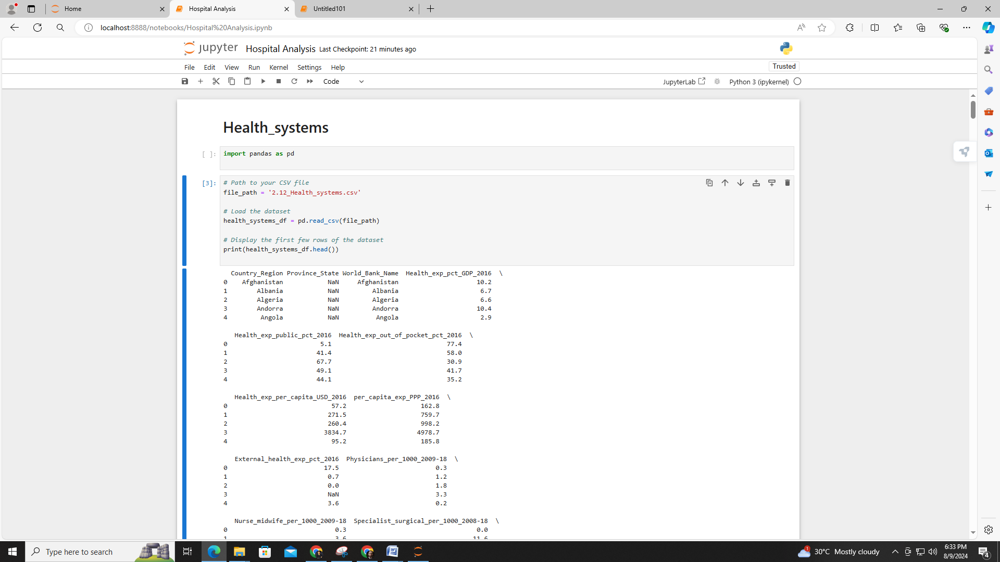 Home
Hospital Analysis
Untitled101
localhost:8888/notebooks/Hospital%20Analysis.ipynb
jupyter Hospital Analysis Last Checkpoint: 21 minutes ago
File Edit View Run Kernel Settings Help
Trusted
Code
JupyterLab
Python 3 (ipykernel)
Health_systems
[ ]:
import pandas as pd
[3]:
# Path to your CSV file
file_path = '2.12_Health_systems.csv'
# Load the dataset
health_systems_df = pd.read_csv(file_path)
# Display the first few rows of the dataset
print(health_systems_df.head())
Country_Region Province_State World_Bank_Name Health_exp_pct_GDP_2016 \
0 Afghanistan NaN Afghanistan 10.2
1 Albania NaN Albania 6.7
2 Algeria NaN Algeria 6.6
3 Andorra NaN Andorra 10.4
4 Angola NaN Angola 2.9
Health_exp_public_pct_2016 Health_exp_out_of_pocket_pct_2016 \
0 5.1 77.4
1 41.4 58.0
2 67.7 30.9
3 49.1 41.7
4 44.1 35.2
Health_exp_per_capita_USD_2016 per_capita_exp_PPP_2016 \
0 57.2 162.8
1 271.5 759.7
2 260.4 998.2
3 3834.7 4978.7
4 95.2 185.8
External_health_exp_pct_2016 Physicians_per_1000_2009-18 \
0 17.5 0.3
1 0.7 1.2
2 0.0 1.8
3 NaN 3.3
4 3.6 0.2
Nurse_midwife_per_1000_2009-18 Specialist_surgical_per_1000_2008-18 \
0 0.3 0.0
1 3.6 11.6
Type here to search
30°C Mostly cloudy
6:33 PM
8/9/2024
4
1